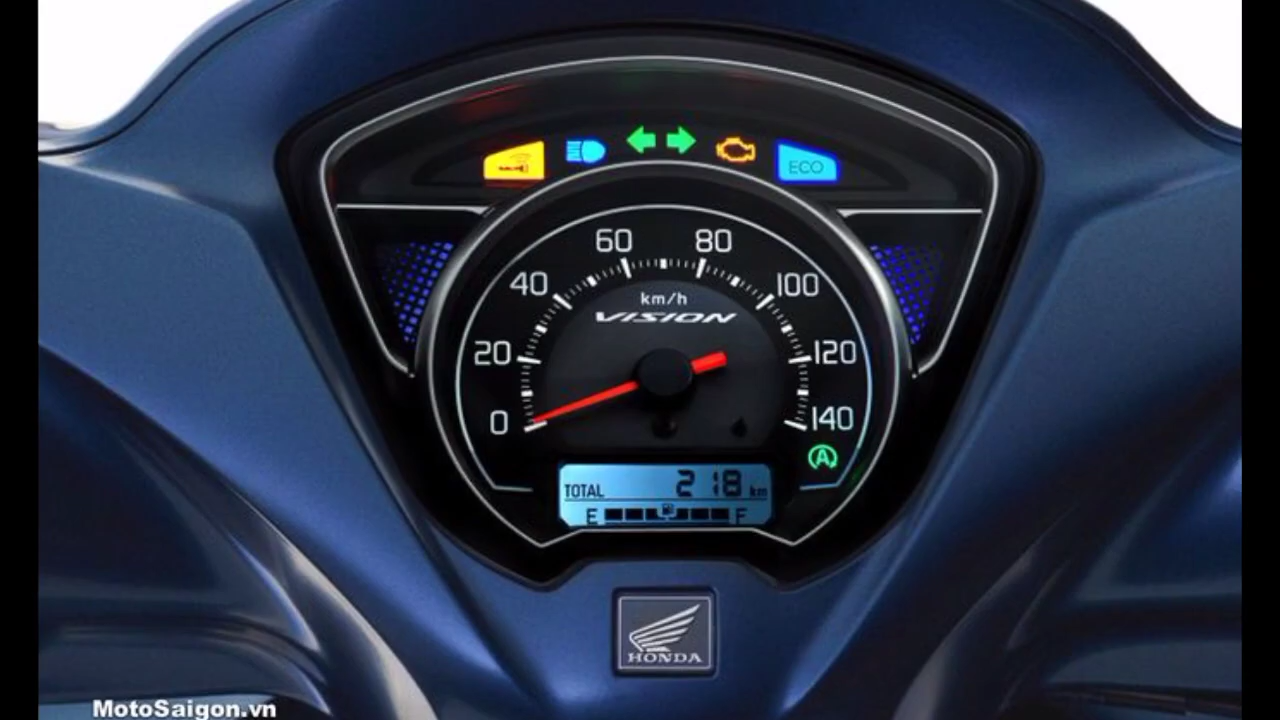 ECO
60 80
40 100
km/h
VISION
20 120
0 140
A
TOTAL 218 km
E F
HONDA
MotoSaigon.vn